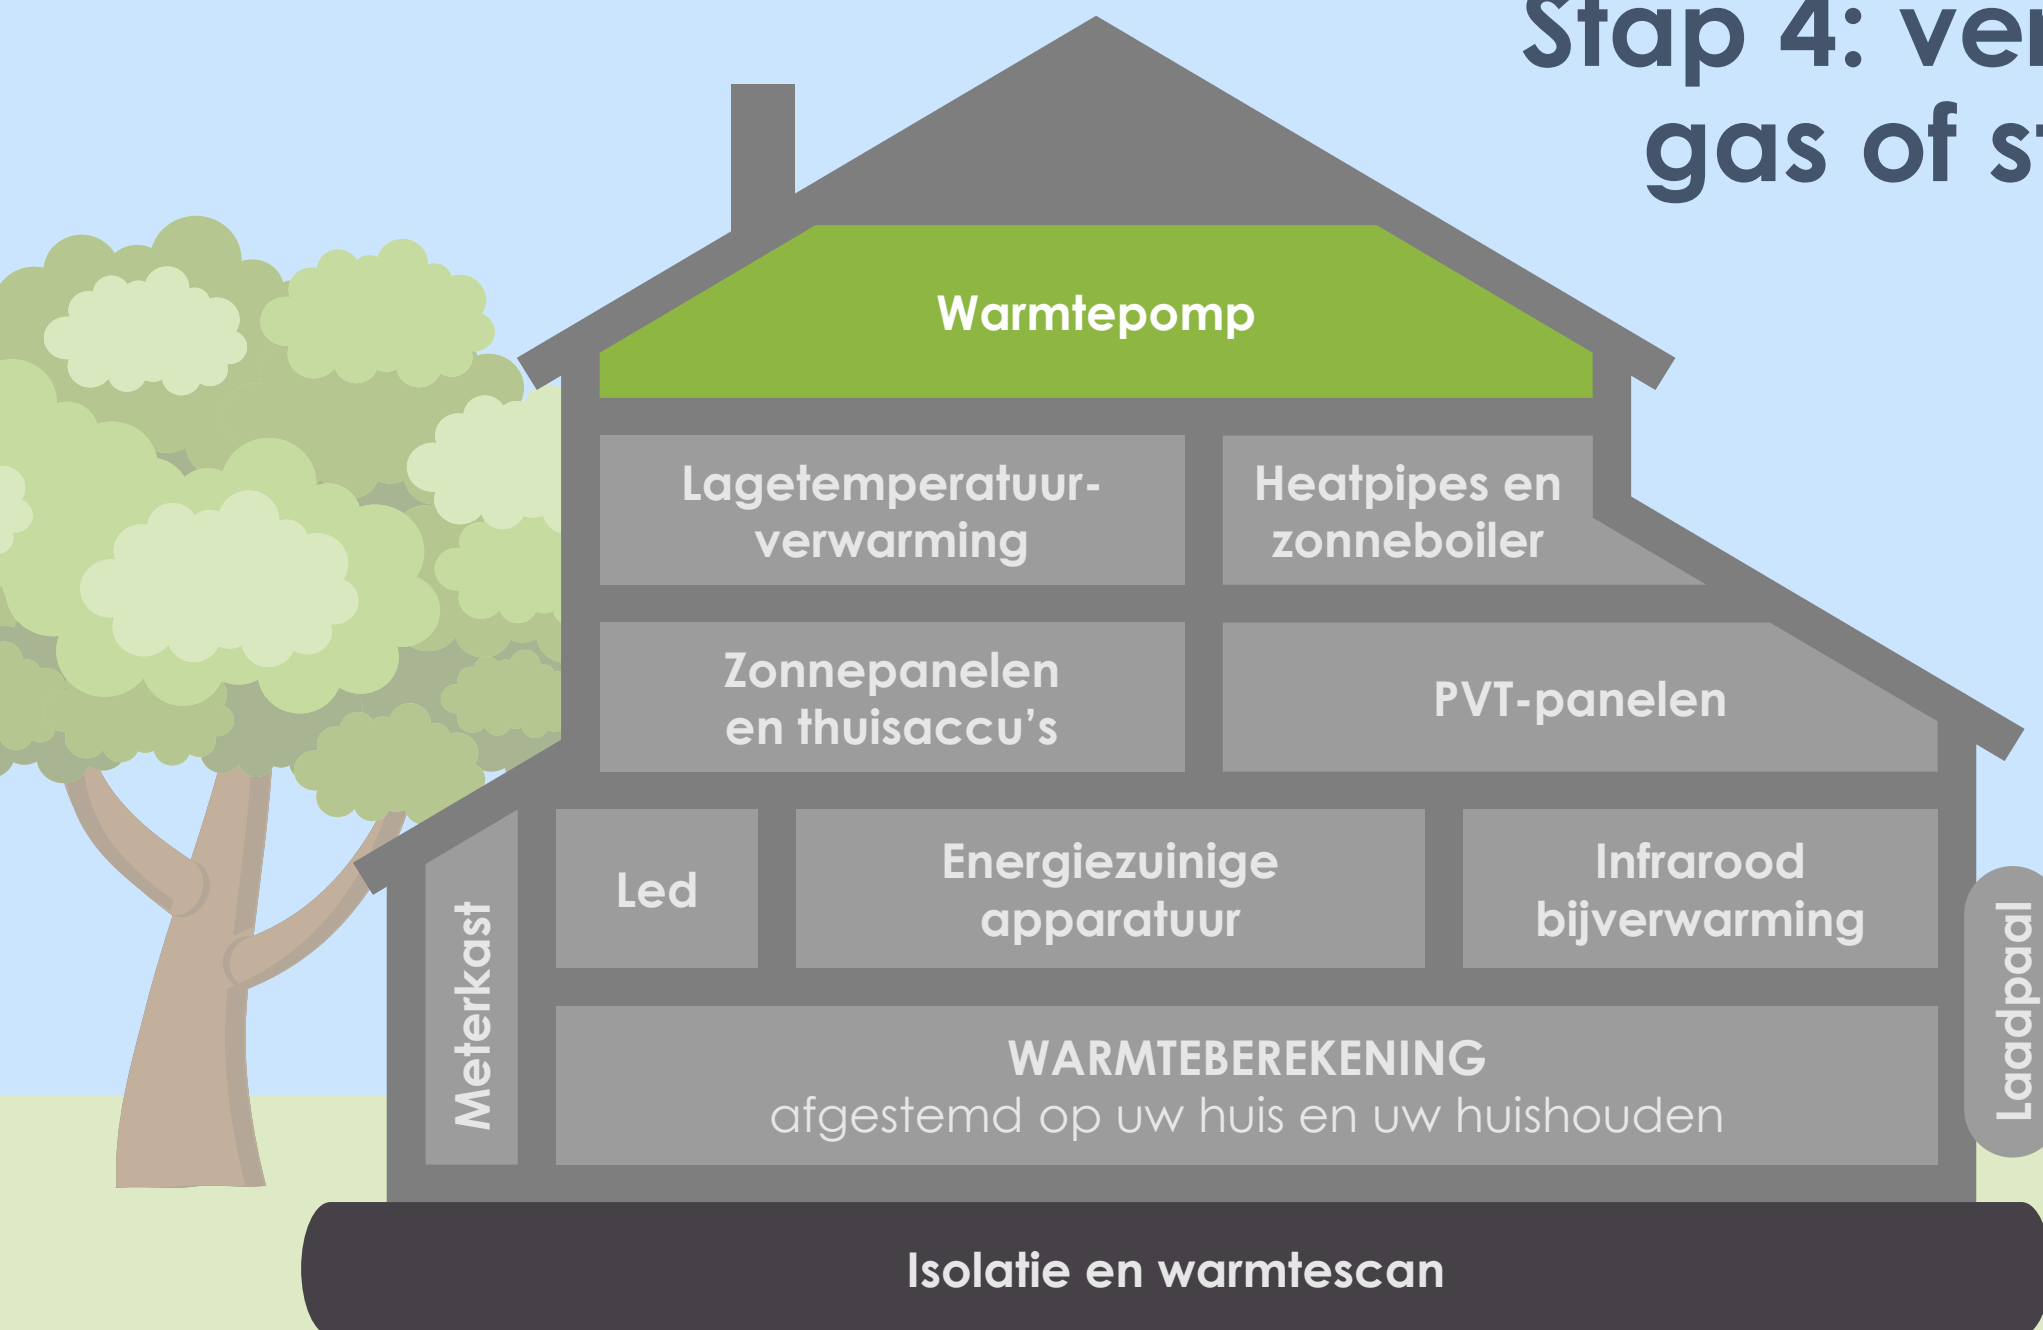 Stap 4:
gas of
Warmtepomp
Lagetemperatuur-
verwarming
Heatpipes en
zonneboiler
Zonnepanelen
en thuisaccu’s
PVT-panelen
Meterkast
Led
Energiezuinige
apparatuur
Infrarood
bijverwarming
Laadpaal
WARMTEBEREKENING
afgestemd op uw huis en uw huishouden
Isolatie en warmtescan